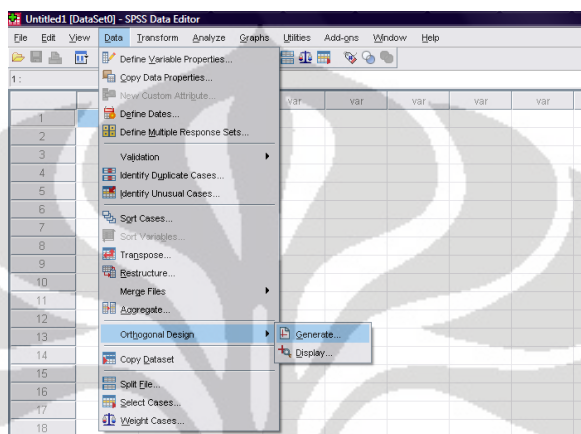 Untitled1 [DataSet0] - SPSS Data Editor
File Edit View Data Transform Analyze Graphs Utilities Add-ons Window Help
1 :
var var var var var
Define Variable Properties...
Copy Data Properties...
New Custom Attribute...
Define Dates...
Define Multiple Response Sets...
Validation
Identify Duplicate Cases...
Identify Unusual Cases...
Sort Cases...
Sort Variables...
Transpose...
Restructure...
Merge Files
Aggregate...
Orthogonal Design
Generate...
Display...
Copy Dataset
Split File...
Select Cases...
Weight Cases...
1
2
3
4
5
6
7
8
9
10
11
12
13
14
15
16
17
18